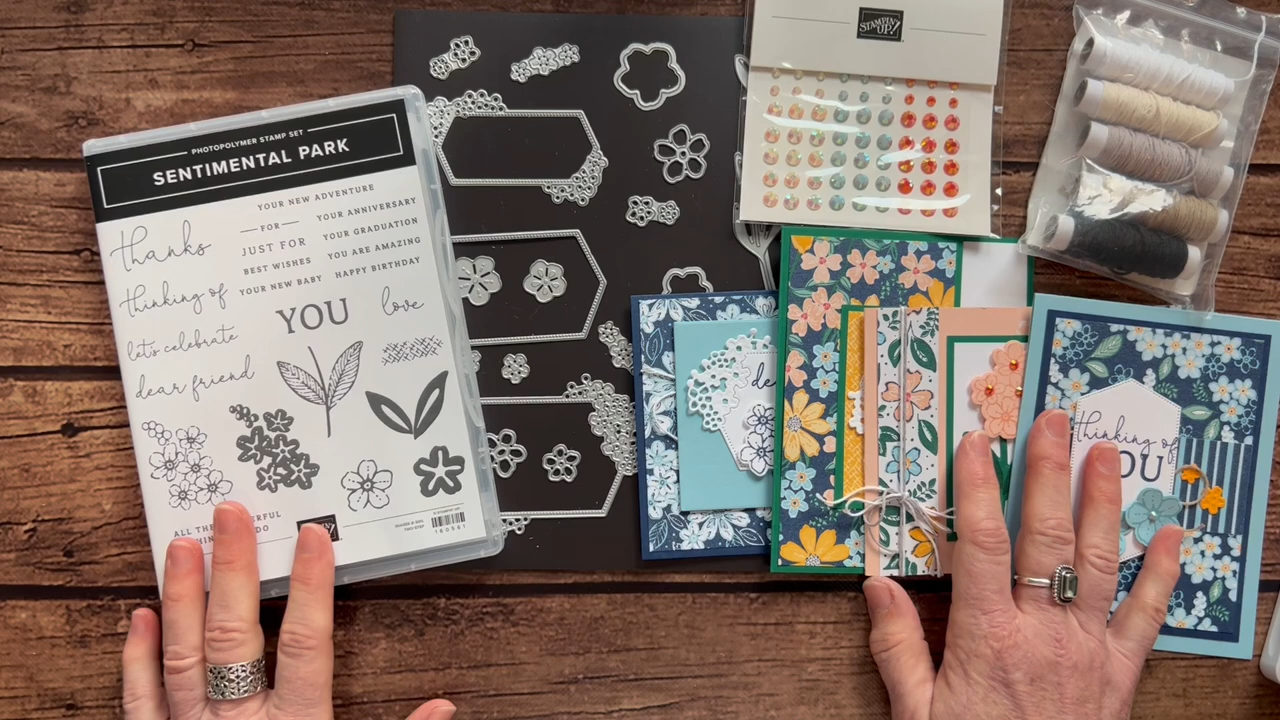 PHOTOPOLYMER STAMP SET
SENTIMENTAL PARK
YOUR NEW ADVENTURE
FOR
YOUR ANNIVERSARY
thanks
JUST FOR
YOUR GRADUATION
BEST WISHES
YOU ARE AMAZING
thinking of
YOUR NEW BABY
HAPPY BIRTHDAY
YOU
love
let's celebrate
dear friend
ALL THE
DO
STAMPIN' UP!
de
thinking of
YOU